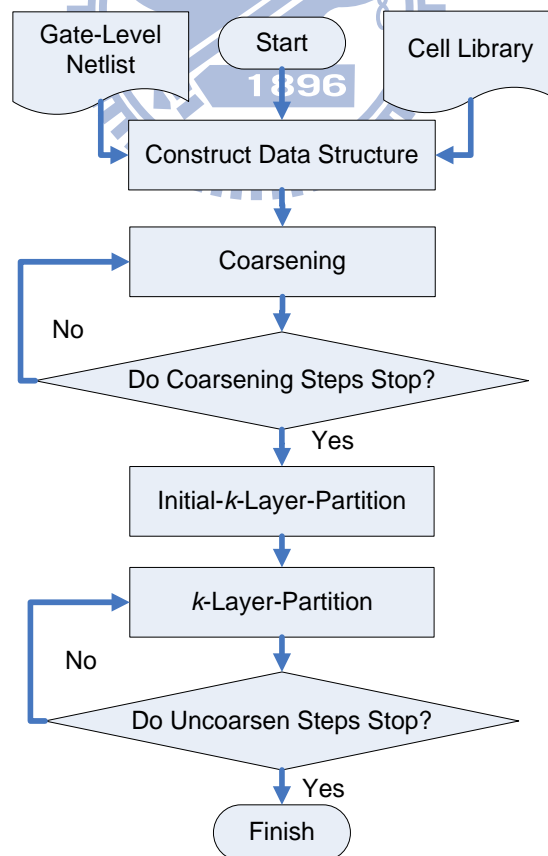 Gate-Level
Netlist
Start
Cell Library
1896
Construct Data Structure
Coarsening
No
Do Coarsening Steps Stop?
Yes
Initial-k-Layer-Partition
k-Layer-Partition
No
Do Uncoarsen Steps Stop?
Yes
Finish